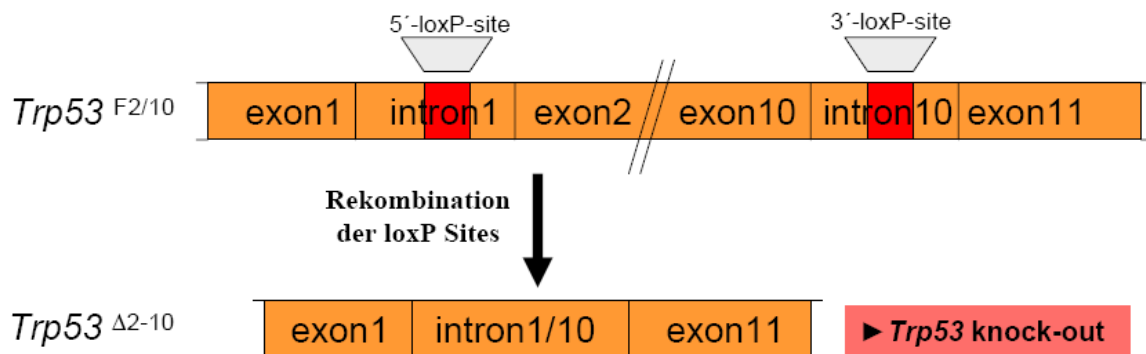 5´-loxP-site 3´-loxP-site
Trp53 F2/10 exon1 intron1 exon2 exon10 intron10 exon11
Rekombination
der loxP Sites
Trp53 Δ2-10 exon1 intron1/10 exon11 ►Trp53 knock-out